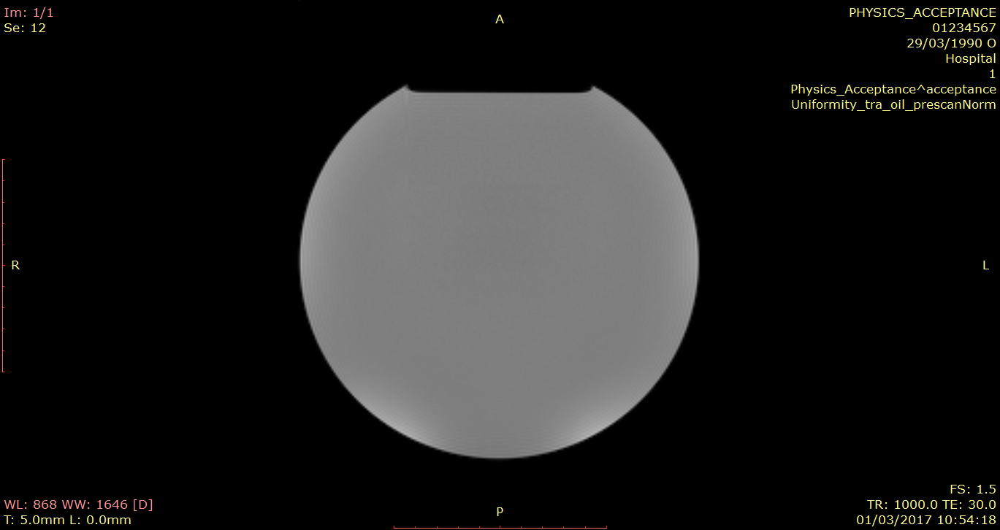 Im: 1/1
Se: 12
A
PHYSICS_ACCEPTANCE
01234567
29/03/1990 O
Hospital
1
Physics_Acceptance^acceptance
Uniformity_tra_oil_prescanNorm
R
L
WL: 868 WW: 1646 [D]
T: 5.0mm L: 0.0mm
P
FS: 1.5
TR: 1000.0 TE: 30.0
01/03/2017 10:54:18